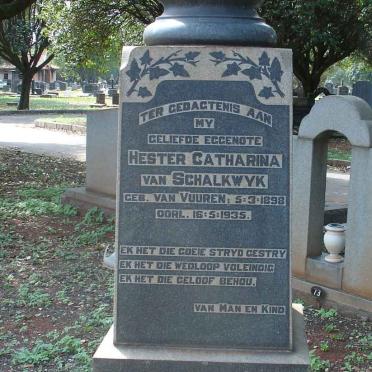 TER GEDAGTENIS AAN
MY
GELIEFDE EGGENOTE
HESTER CATHARINA
VAN SCHALKWYK
GEB. VAN VUUREN; 5-3-1898
OORL. 16-5-1935.
EK HET DIE GOEIE STRYD GESTRY
EK HET DIE WEDLOOP VOLEINDIG
EK HET DIE GELOOF BEHOU.
VAN MAN EN KIND